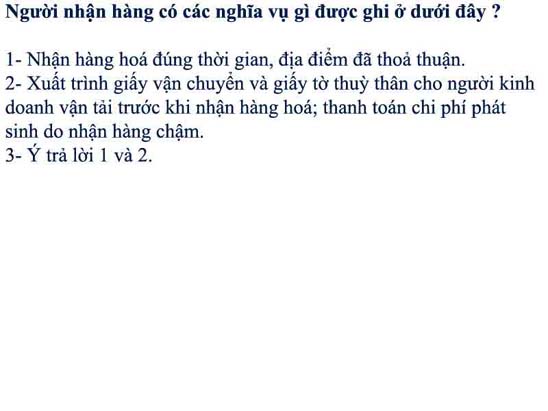 Người nhận hàng có các nghĩa vụ gì được ghi ở dưới đây ?
1- Nhận hàng hoá đúng thời gian, địa điểm đã thoả thuận.
2- Xuất trình giấy vận chuyển và giấy tờ thuỳ thân cho người kinh
doanh vận tải trước khi nhận hàng hoá; thanh toán chi phí phát
sinh do nhận hàng chậm.
3- Ý trả lời 1 và 2.